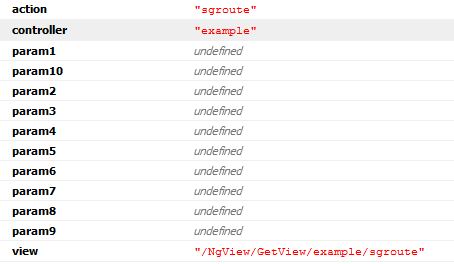 action "sgroute"
controller "example"
param1 undefined
param10 undefined
param2 undefined
param3 undefined
param4 undefined
param5 undefined
param6 undefined
param7 undefined
param8 undefined
param9 undefined
view "/NgView/GetView/example/sgroute"